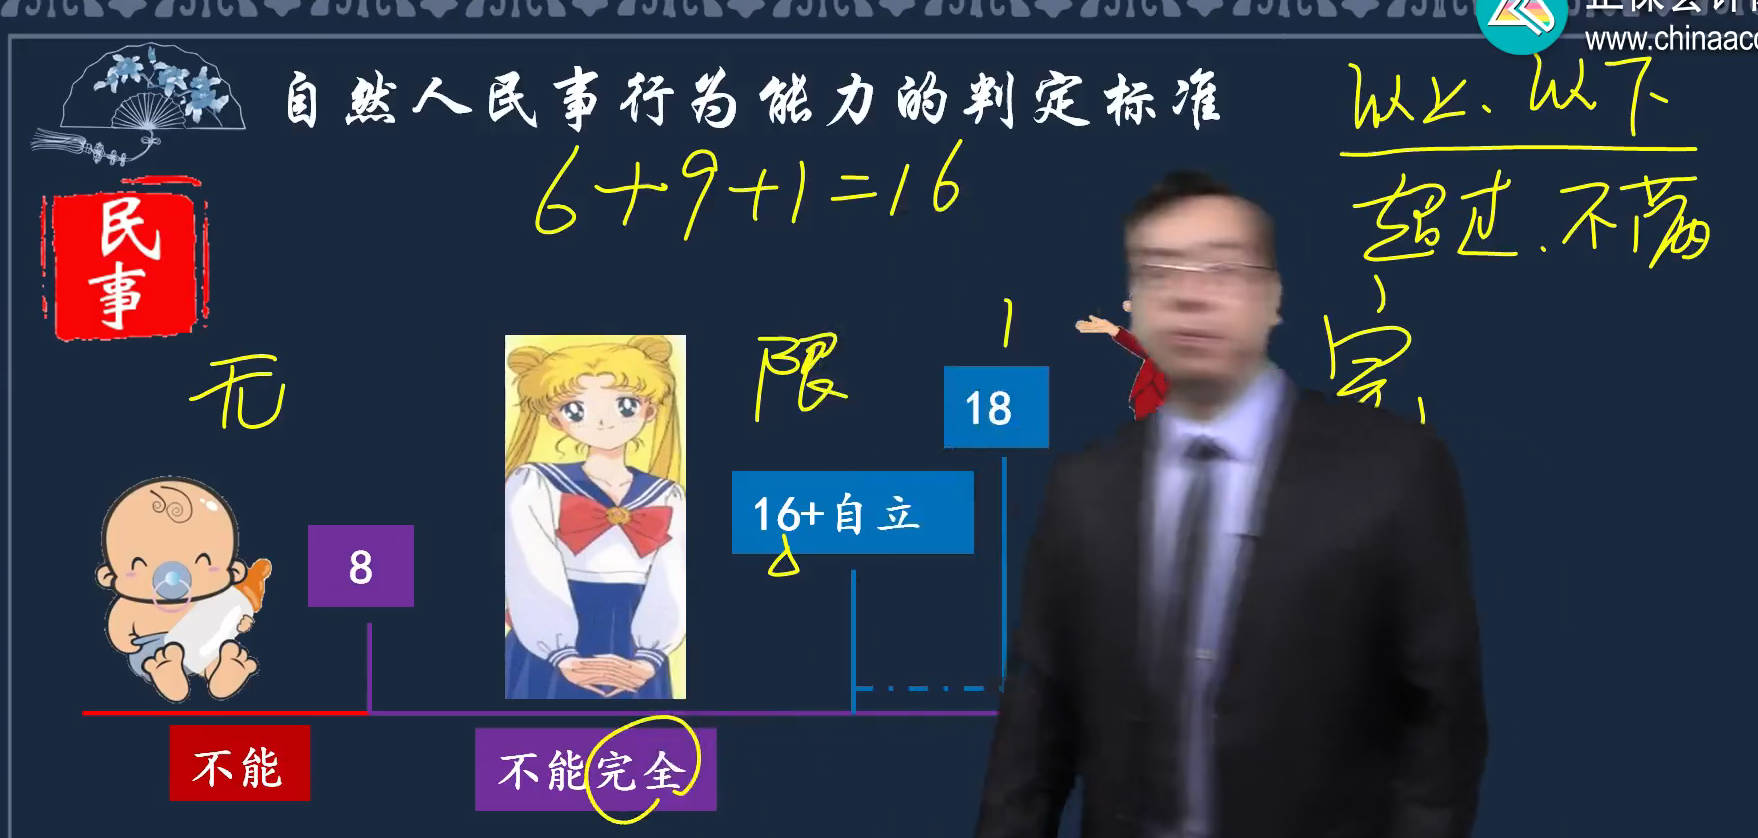 www.chinaacc
自然人民事行为能力的判定标准
以上、以下
6+9+1=16
超过、不满
民事
无
限
完
18
16+自立
8
不能
不能完全